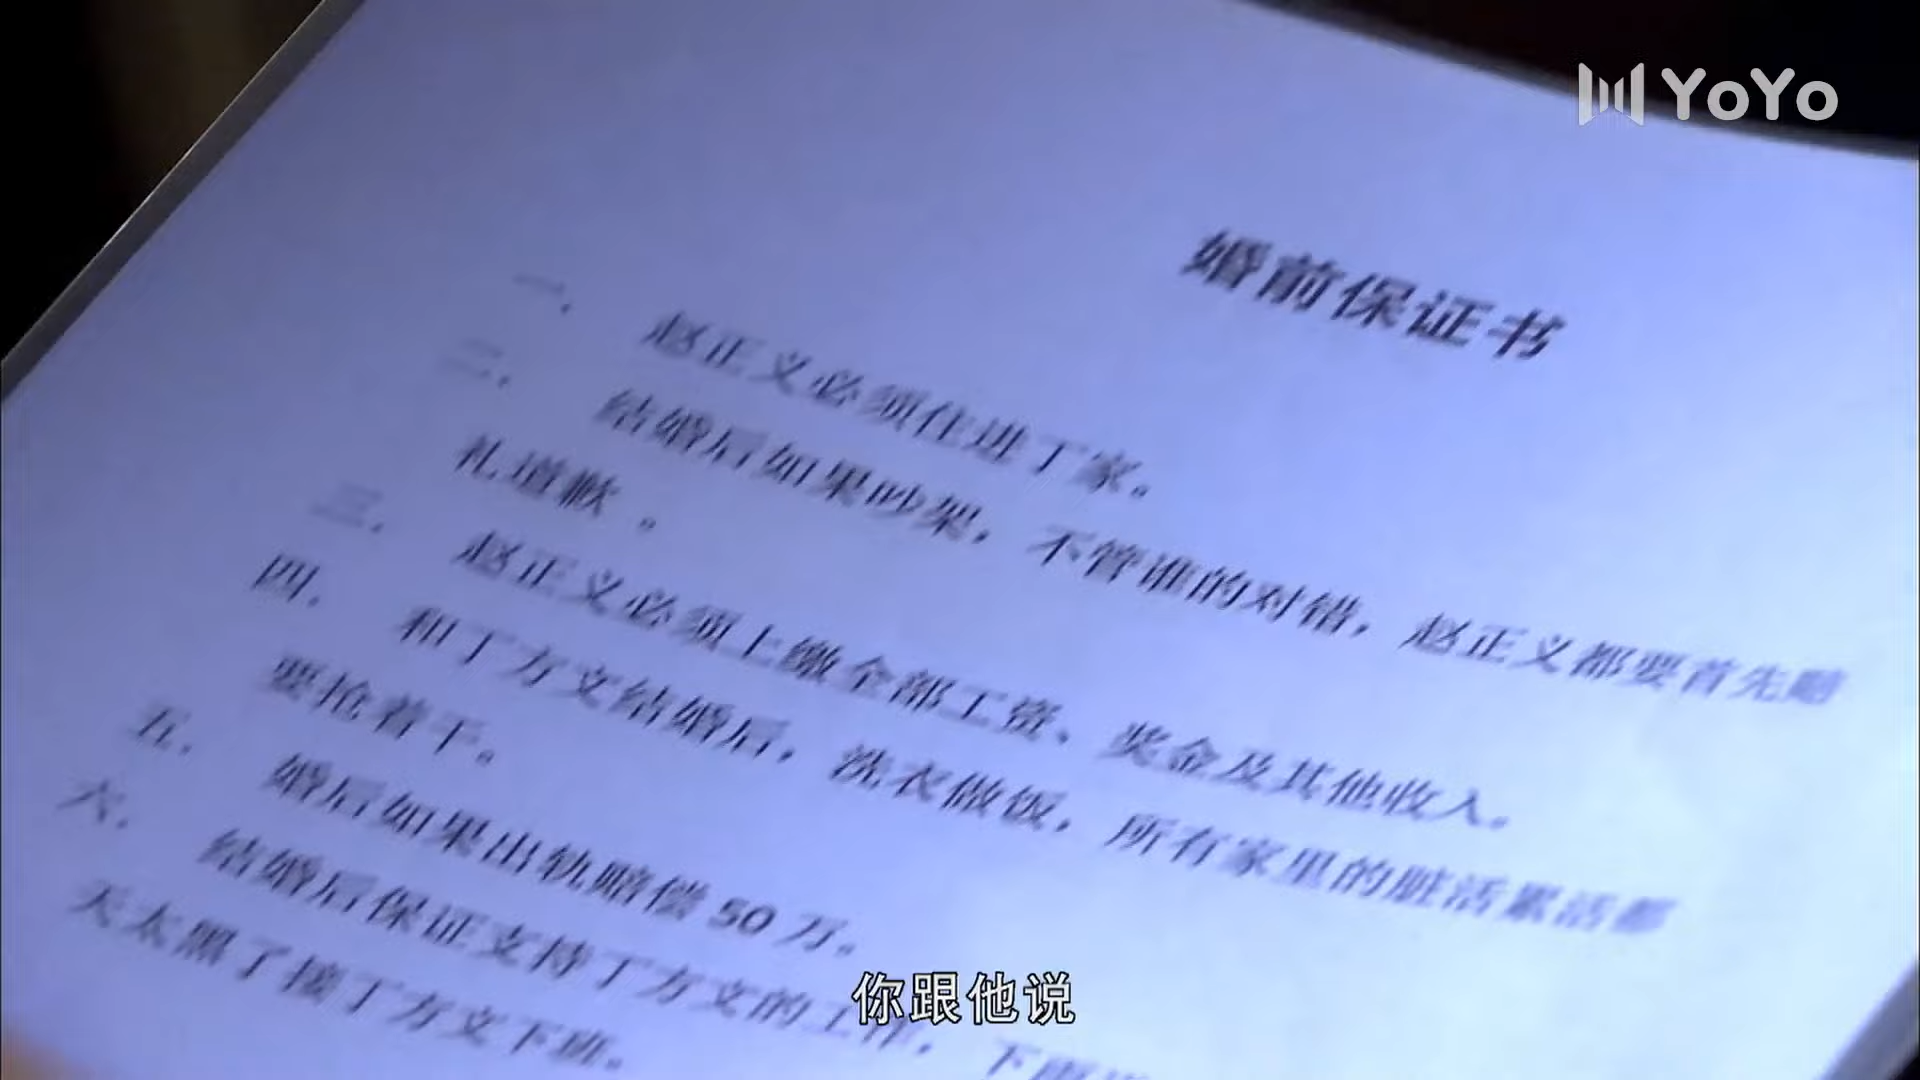 YoYo
婚前保证书
一. 赵正义必须住进丁家。
二. 结婚后如果吵架，不管谁的对错，赵正义都要首先赔
礼道歉 。
三. 赵正义必须上缴全部工资、奖金及其他收入。
四. 和丁方文结婚后，洗衣做饭，所有家里的脏活累活都
要抢着干。
五. 婚后如果出轨赔偿 50 万。
六. 结婚后保证支持丁方文的工作，下雨
天太黑了接丁方文下班。
你跟他说